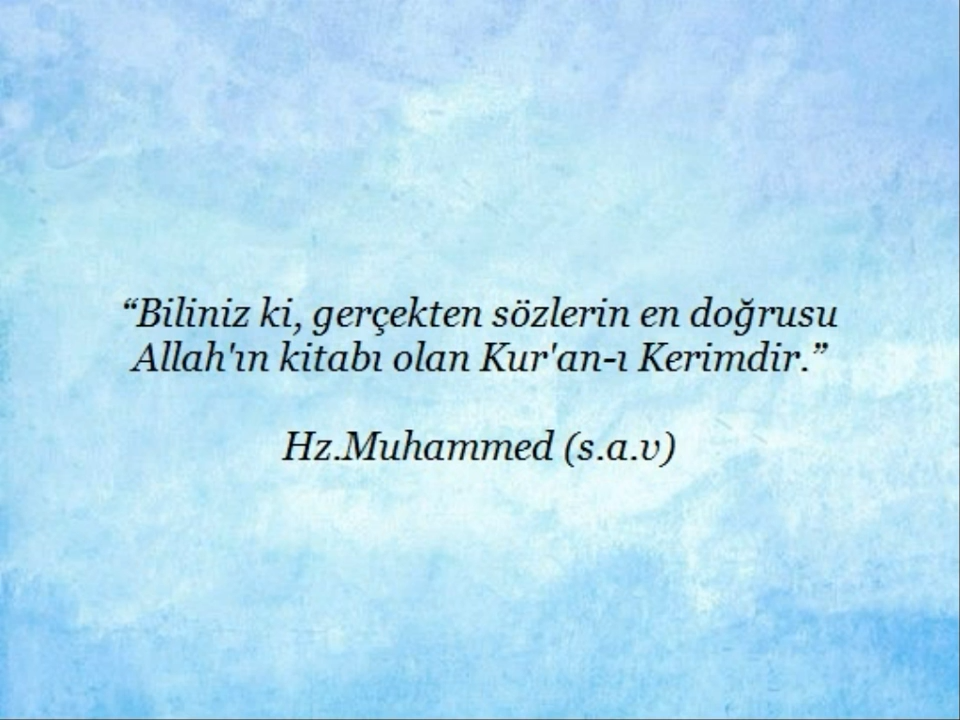 “Biliniz ki, gerçekten sözlerin en doğrusu
Allah'ın kitabı olan Kur'an-ı Kerimdir.”
Hz.Muhammed (s.a.v)